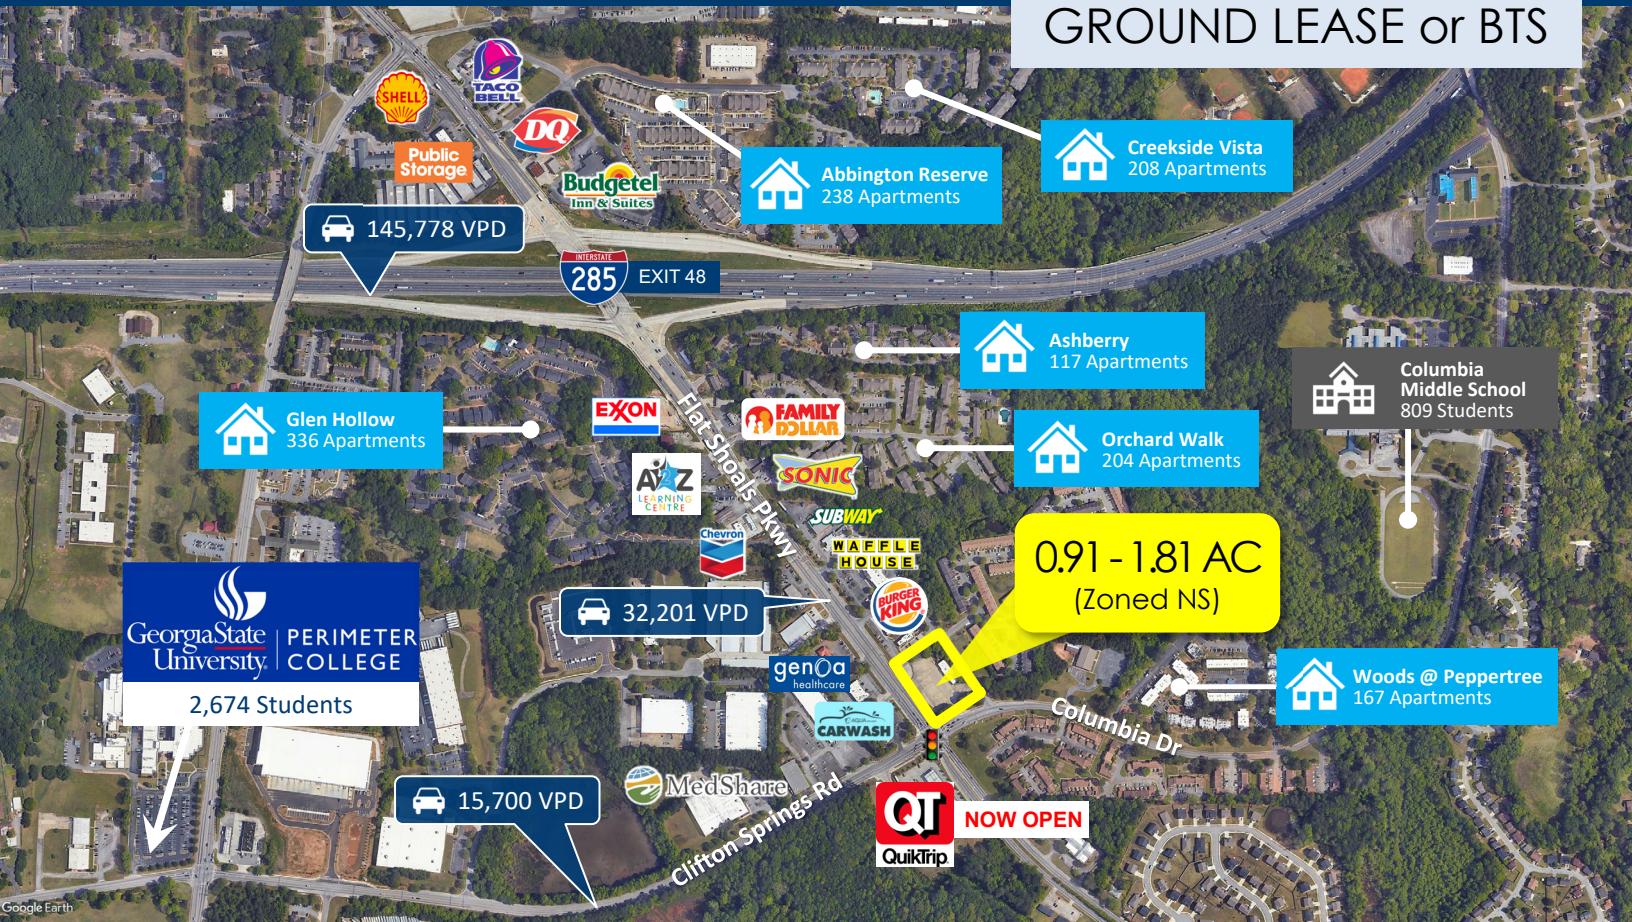 GROUND LEASE or BTS
SHELL
TACO
BELL
DQ
Public
Storage
Budgetel
Inn & Suites
Abbington Reserve
238 Apartments
Creekside Vista
208 Apartments
145,778 VPD
INTERSTATE
285
EXIT 48
Ashberry
117 Apartments
Columbia
Middle School
809 Students
Glen Hollow
336 Apartments
EXXON
FAMILY
DOLLAR
Flat Shoals Pkwy
Orchard Walk
204 Apartments
A2Z
LEARNING
CENTRE
SONIC
SUBWAY
Chevron
WAFFLE
HOUSE
0.91 - 1.81 AC
(Zoned NS)
BURGER
KING
32,201 VPD
GeorgiaState
University
PERIMETER
COLLEGE
2,674 Students
genoa
healthcare
Woods @ Peppertree
167 Apartments
CARWASH
Columbia Dr
MedShare
15,700 VPD
Clifton Springs Rd
QT
QuikTrip
NOW OPEN
Google Earth